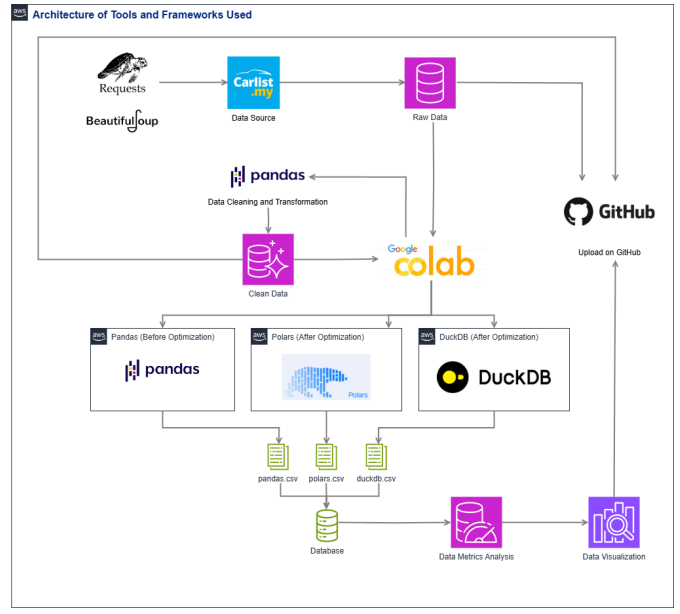 aws
Architecture of Tools and Frameworks Used
Requests
BeautifulSoup
Carlist
.my
Data Source
Raw Data
pandas
Data Cleaning and Transformation
Clean Data
Google
colab
GitHub
Upload on GitHub
aws
Pandas (Before Optimization)
pandas
aws
Polars (After Optimization)
Polars
aws
DuckDB (After Optimization)
DuckDB
pandas.csv
polars.csv
duckdb.csv
Database
Data Metrics Analysis
Data Visualization